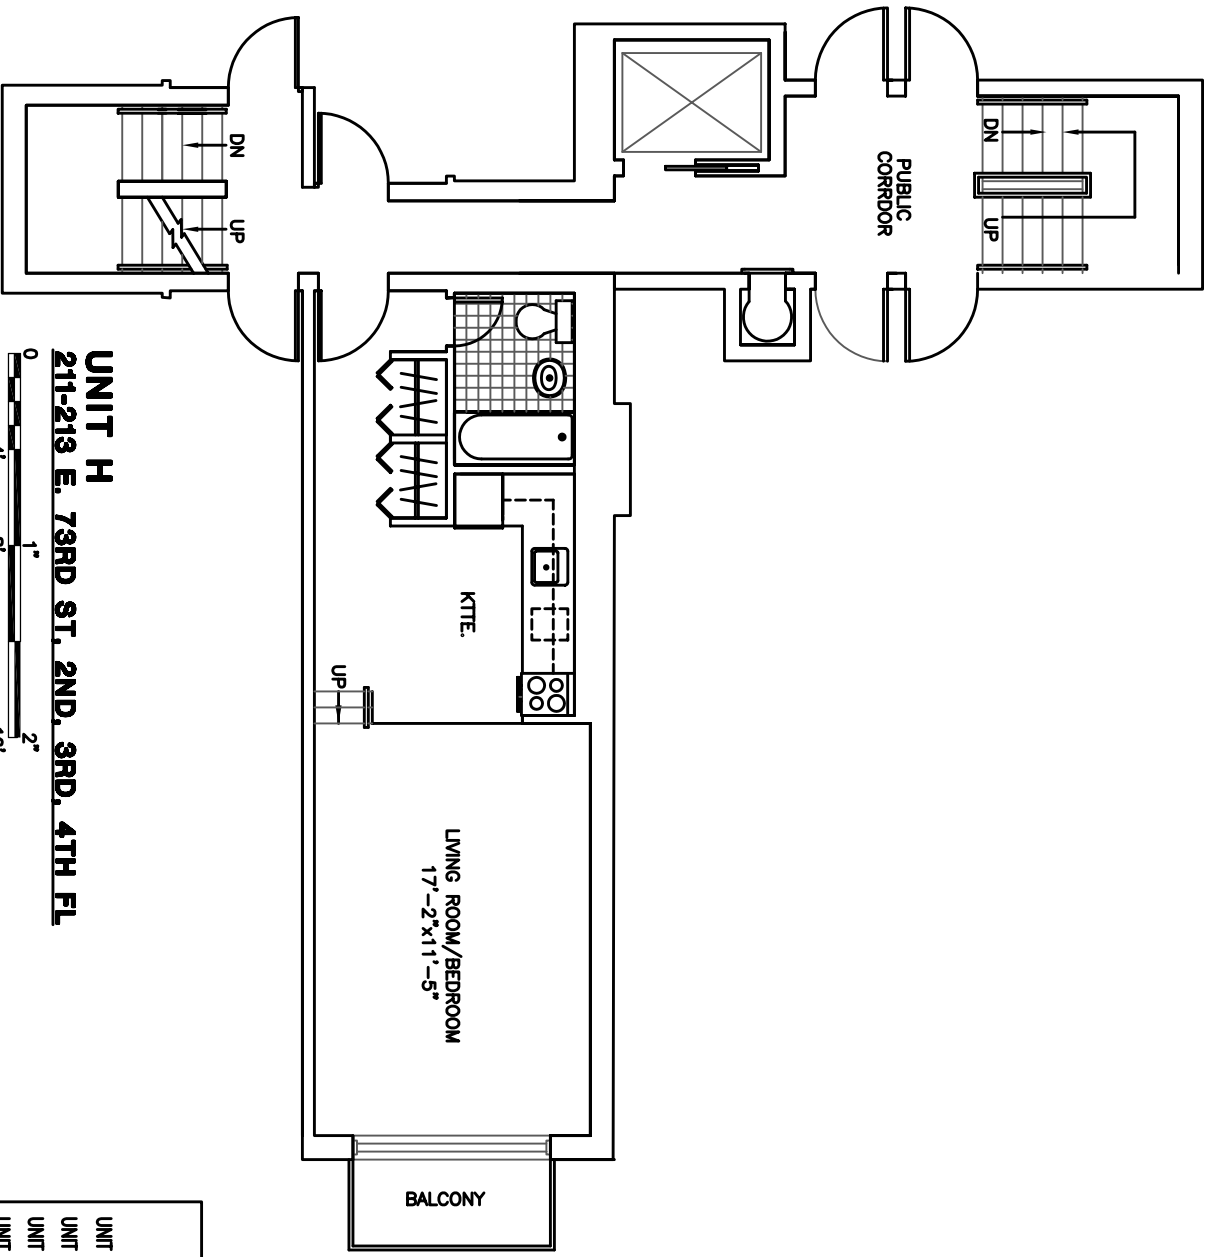 DN
UP
PUBLIC
CORRDOR
DN
UP
KTTE.
UP
LIVING ROOM/BEDROOM
17'-2"x11'-5"
BALCONY
UNIT H
211-213 E. 73RD ST, 2ND, 3RD, 4TH FL
0
1"
2"
UNIT
UNIT
UNIT
UNIT